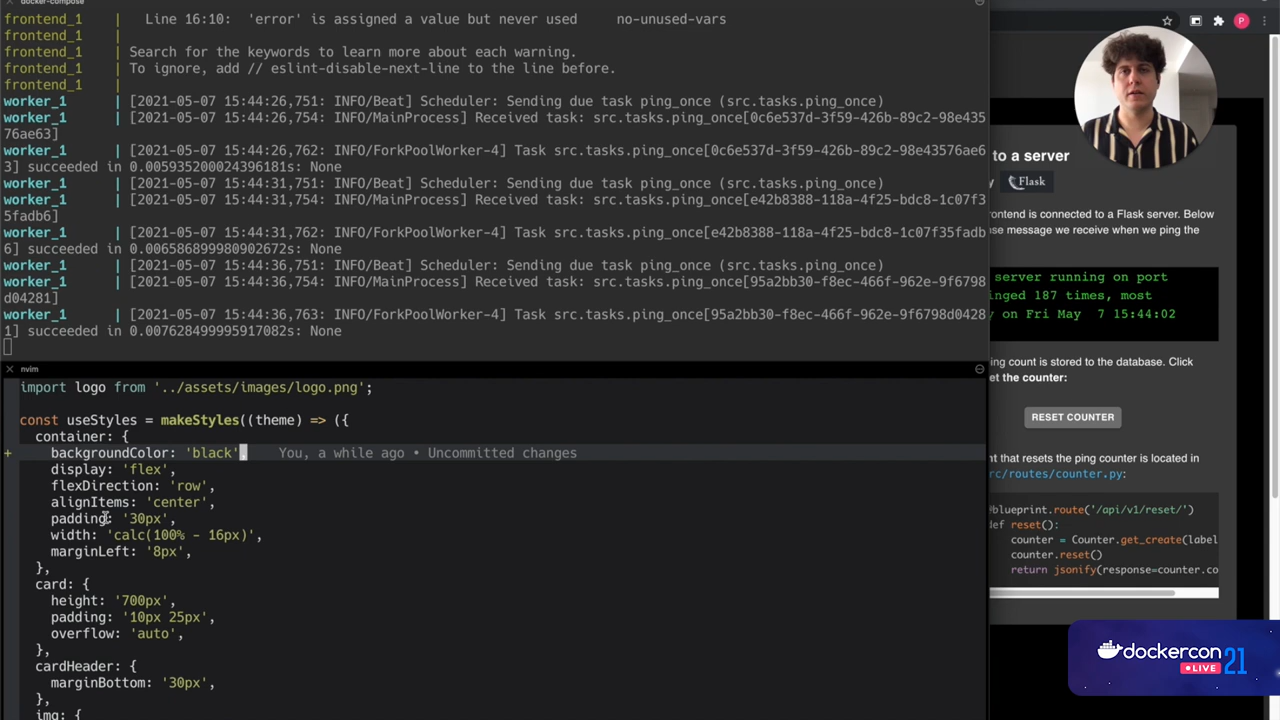 docker-compose
frontend_1 | Line 16:10: 'error' is assigned a value but never used no-unused-vars
frontend_1 |
frontend_1 | Search for the keywords to learn more about each warning.
frontend_1 | To ignore, add // eslint-disable-next-line to the line before.
frontend_1 |
worker_1 | [2021-05-07 15:44:26,751: INFO/Beat] Scheduler: Sending due task ping_once (src.tasks.ping_once)
worker_1 | [2021-05-07 15:44:26,754: INFO/MainProcess] Received task: src.tasks.ping_once[0c6e537d-3f59-426b-89c2-98e435
76ae63]
worker_1 | [2021-05-07 15:44:26,762: INFO/ForkPoolWorker-4] Task src.tasks.ping_once[0c6e537d-3f59-426b-89c2-98e43576ae6
3] succeeded in 0.005935200024396181s: None
worker_1 | [2021-05-07 15:44:31,751: INFO/Beat] Scheduler: Sending due task ping_once (src.tasks.ping_once)
worker_1 | [2021-05-07 15:44:31,754: INFO/MainProcess] Received task: src.tasks.ping_once[e42b8388-118a-4f25-bdc8-1c07f3
5fadb6]
worker_1 | [2021-05-07 15:44:31,762: INFO/ForkPoolWorker-4] Task src.tasks.ping_once[e42b8388-118a-4f25-bdc8-1c07f35fadb
6] succeeded in 0.006586899980902672s: None
worker_1 | [2021-05-07 15:44:36,751: INFO/Beat] Scheduler: Sending due task ping_once (src.tasks.ping_once)
worker_1 | [2021-05-07 15:44:36,754: INFO/MainProcess] Received task: src.tasks.ping_once[95a2bb30-f8ec-466f-962e-9f6798
d04281]
worker_1 | [2021-05-07 15:44:36,763: INFO/ForkPoolWorker-4] Task src.tasks.ping_once[95a2bb30-f8ec-466f-962e-9f6798d0428
1] succeeded in 0.007628499995917082s: None
nvim
import logo from '../assets/images/logo.png';
const useStyles = makeStyles((theme) => ({
container: {
+ backgroundColor: 'black', You, a while ago • Uncommitted changes
display: 'flex',
flexDirection: 'row',
alignItems: 'center',
padding: '30px',
width: 'calc(100% - 16px)',
marginLeft: '8px',
},
card: {
height: '700px',
padding: '10px 25px',
overflow: 'auto',
},
cardHeader: {
marginBottom: '30px',
},
img: {
P
to a server
y Flask
rontend is connected to a Flask server. Below
se message we receive when we ping the
server running on port
inged 187 times, most
y on Fri May 7 15:44:02
ing count is stored to the database. Click
et the counter:
RESET COUNTER
nt that resets the ping counter is located in
rc/routes/counter.py:
@blueprint.route('/api/v1/reset/')
def reset():
counter = Counter.get_create(label
counter.reset()
return jsonify(response=counter.co
dockercon
LIVE 21